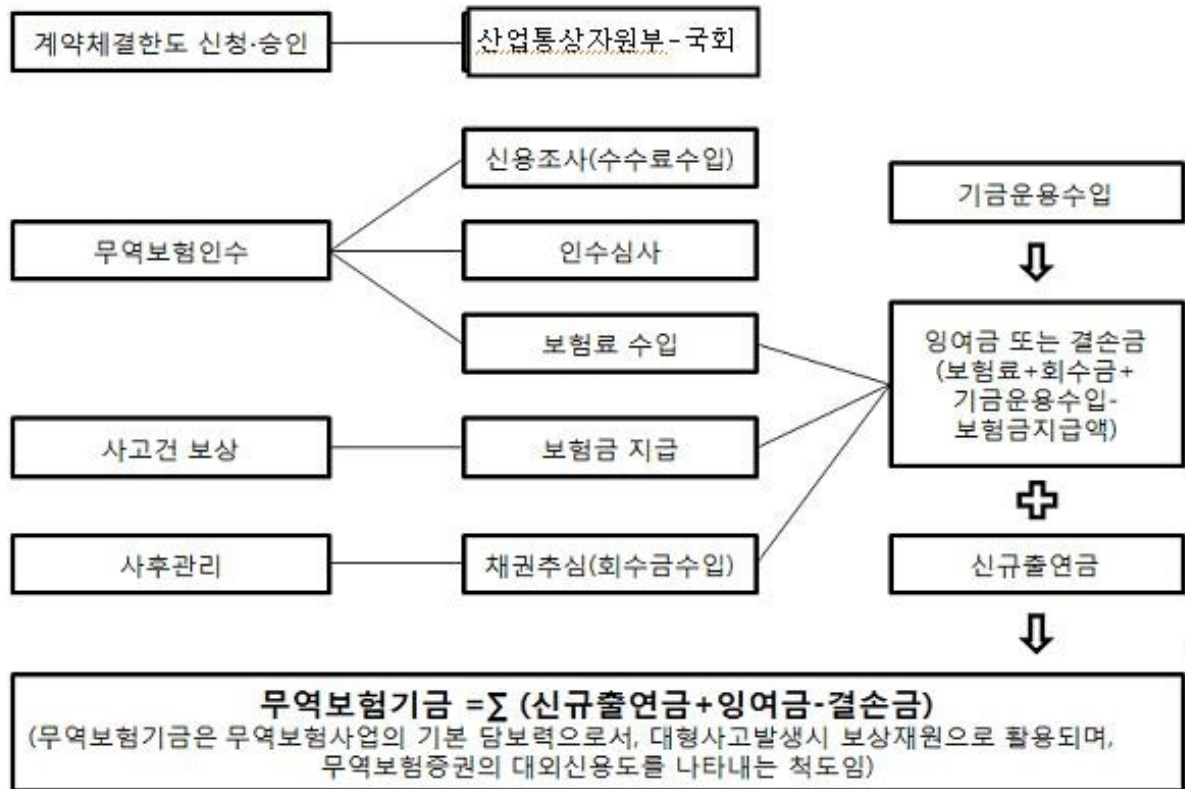 계약체결한도 신청·승인
산업통상자원부-국회
신용조사(수수료수입)
기금운용수입
무역보험인수
인수심사
보험료 수입
잉여금 또는 결손금
(보험료+회수금+
기금운용수입-
보험금지급액)
사고건 보상
보험금 지급
사후관리
채권추심(회수금수입)
신규출연금
무역보험기금 =∑ (신규출연금+잉여금-결손금)
(무역보험기금은 무역보험사업의 기본 담보력으로서, 대형사고발생시 보상재원으로 활용되며,
무역보험증권의 대외신용도를 나타내는 척도임)